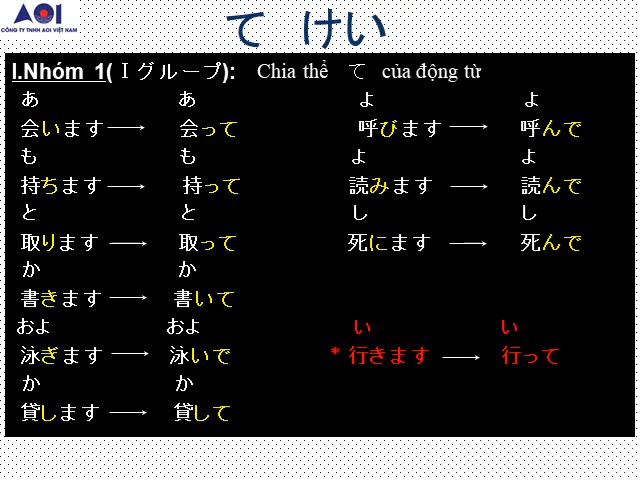 AOI
CÔNG TY TNHH AOI VIỆT NAM
て けい
I.Nhóm 1(Ⅰグループ): Chia thể て của động từ
あ あ よ よ
会います → 会って 呼びます → 呼んで
も も よ よ
持ちます → 持って 読みます → 読んで
と と し し
取ります → 取って 死にます → 死んで
か か
書きます → 書いて
およ およ い い
泳ぎます → 泳いで * 行きます → 行って
か か
貸します → 貸して